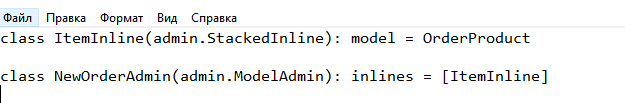 Файл Правка Формат Вид Справка
class ItemInline(admin.StackedInline): model = OrderProduct
class NewOrderAdmin(admin.ModelAdmin): inlines = [ItemInline]